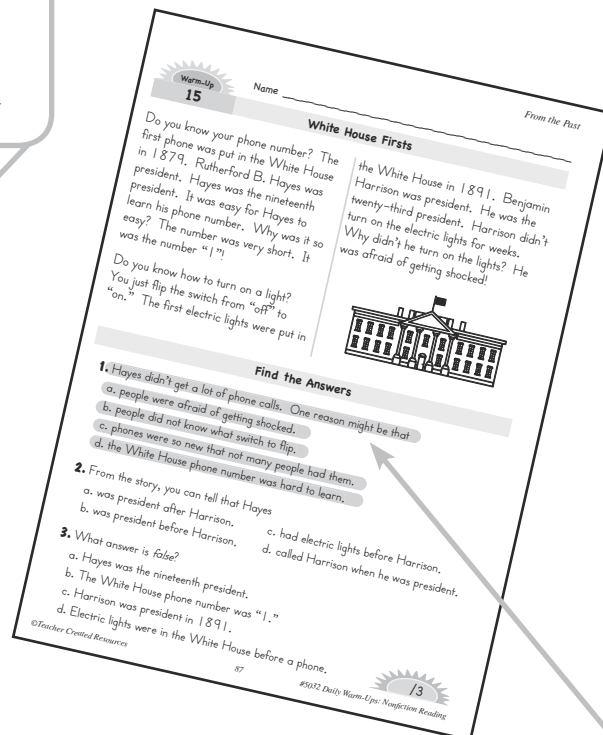 Warm-Up
15
Name
From the Past
White House Firsts
Do you know your phone number? The
first phone was put in the White House
in 1879. Rutherford B. Hayes was
president. Hayes was the nineteenth
president. It was easy for Hayes to
learn his phone number. Why was it so
easy? The number was very short. It
was the number “1”!
Do you know how to turn on a light?
You just flip the switch from “off” to
“on.” The first electric lights were put in
the White House in 1891. Benjamin
Harrison was president. He was the
twenty-third president. Harrison didn’t
turn on the electric lights for weeks.
Why didn’t he turn on the lights? He
was afraid of getting shocked!
Find the Answers
1. Hayes didn’t get a lot of phone calls. One reason might be that
a. people were afraid of getting shocked.
b. people did not know what switch to flip.
c. phones were so new that not many people had them.
d. the White House phone number was hard to learn.
2. From the story, you can tell that Hayes
a. was president after Harrison.
b. was president before Harrison.
c. had electric lights before Harrison.
d. called Harrison when he was president.
3. What answer is false?
a. Hayes was the nineteenth president.
b. The White House phone number was “1.”
c. Harrison was president in 1891.
d. Electric lights were in the White House before a phone.
©Teacher Created Resources
87
#5032 Daily Warm-Ups: Nonfiction Reading
/3